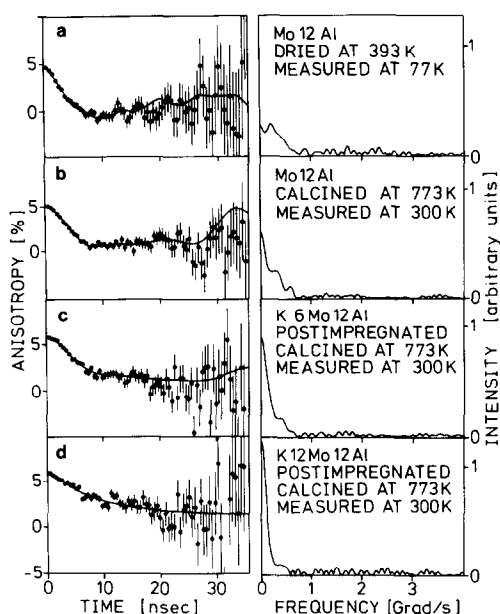 a
5
0
Mo 12 Al
DRIED AT 393 K
MEASURED AT 77 K
1
0
b
5
0
Mo 12 Al
CALCINED AT 773 K
MEASURED AT 300 K
1
0
c
5
0
K 6 Mo 12 Al
POSTIMPREGNATED
CALCINED AT 773 K
MEASURED AT 300 K
1
0
d
5
0
-5
K 12 Mo 12 Al
POSTIMPREGNATED
CALCINED AT 773 K
MEASURED AT 300 K
1
0
ANISOTROPY [%]
INTENSITY [arbitrary units]
0 10 20 30
TIME [nsec]
0 2 4
FREQUENCY [Grad/s]